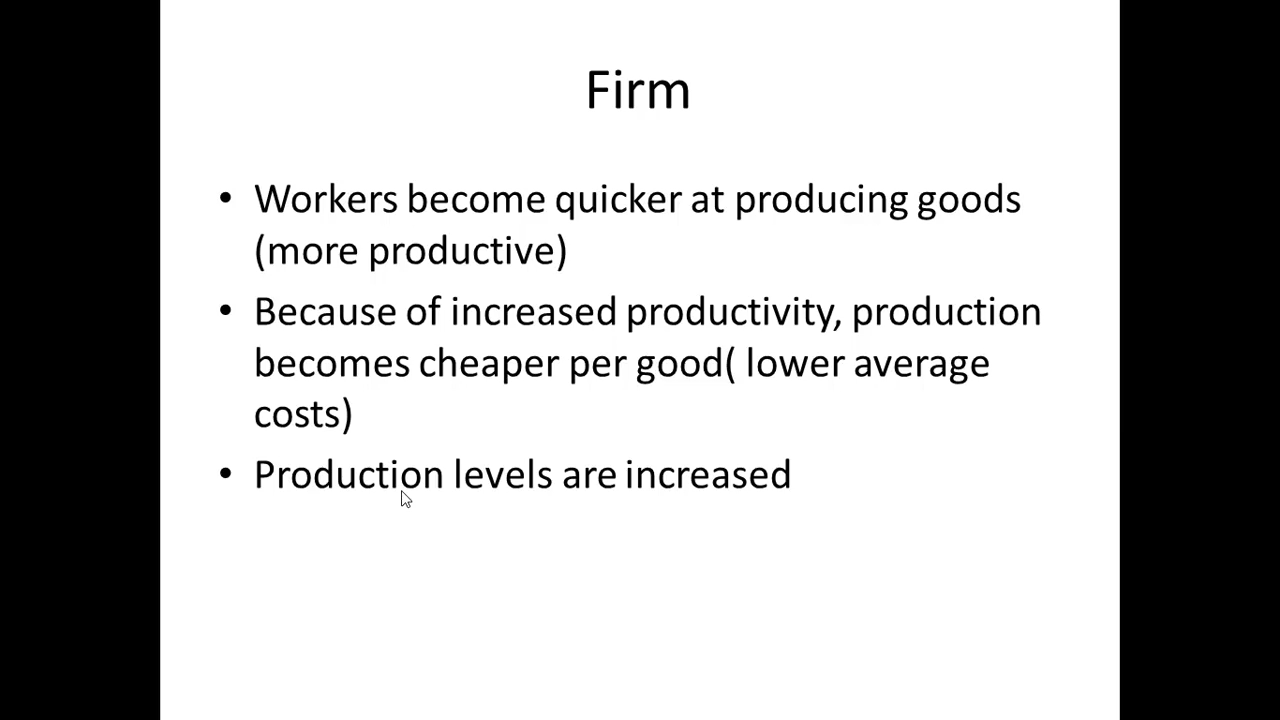 Firm
• Workers become quicker at producing goods
(more productive)
• Because of increased productivity, production
becomes cheaper per good( lower average
costs)
• Production levels are increased